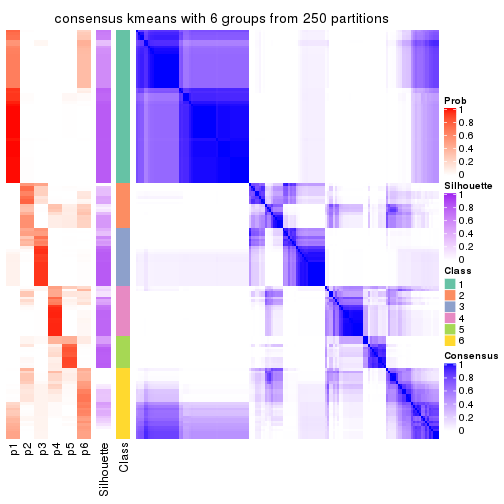 consensus kmeans with 6 groups from 250 partitions
Prob
1
0.8
0.6
0.4
0.2
0
Silhouette
1
0.8
0.6
0.4
0.2
0
Class
1
2
3
4
5
6
Consensus
1
0.8
0.6
0.4
0.2
0
p1
p2
p3
p4
p5
p6
Silhouette
Class